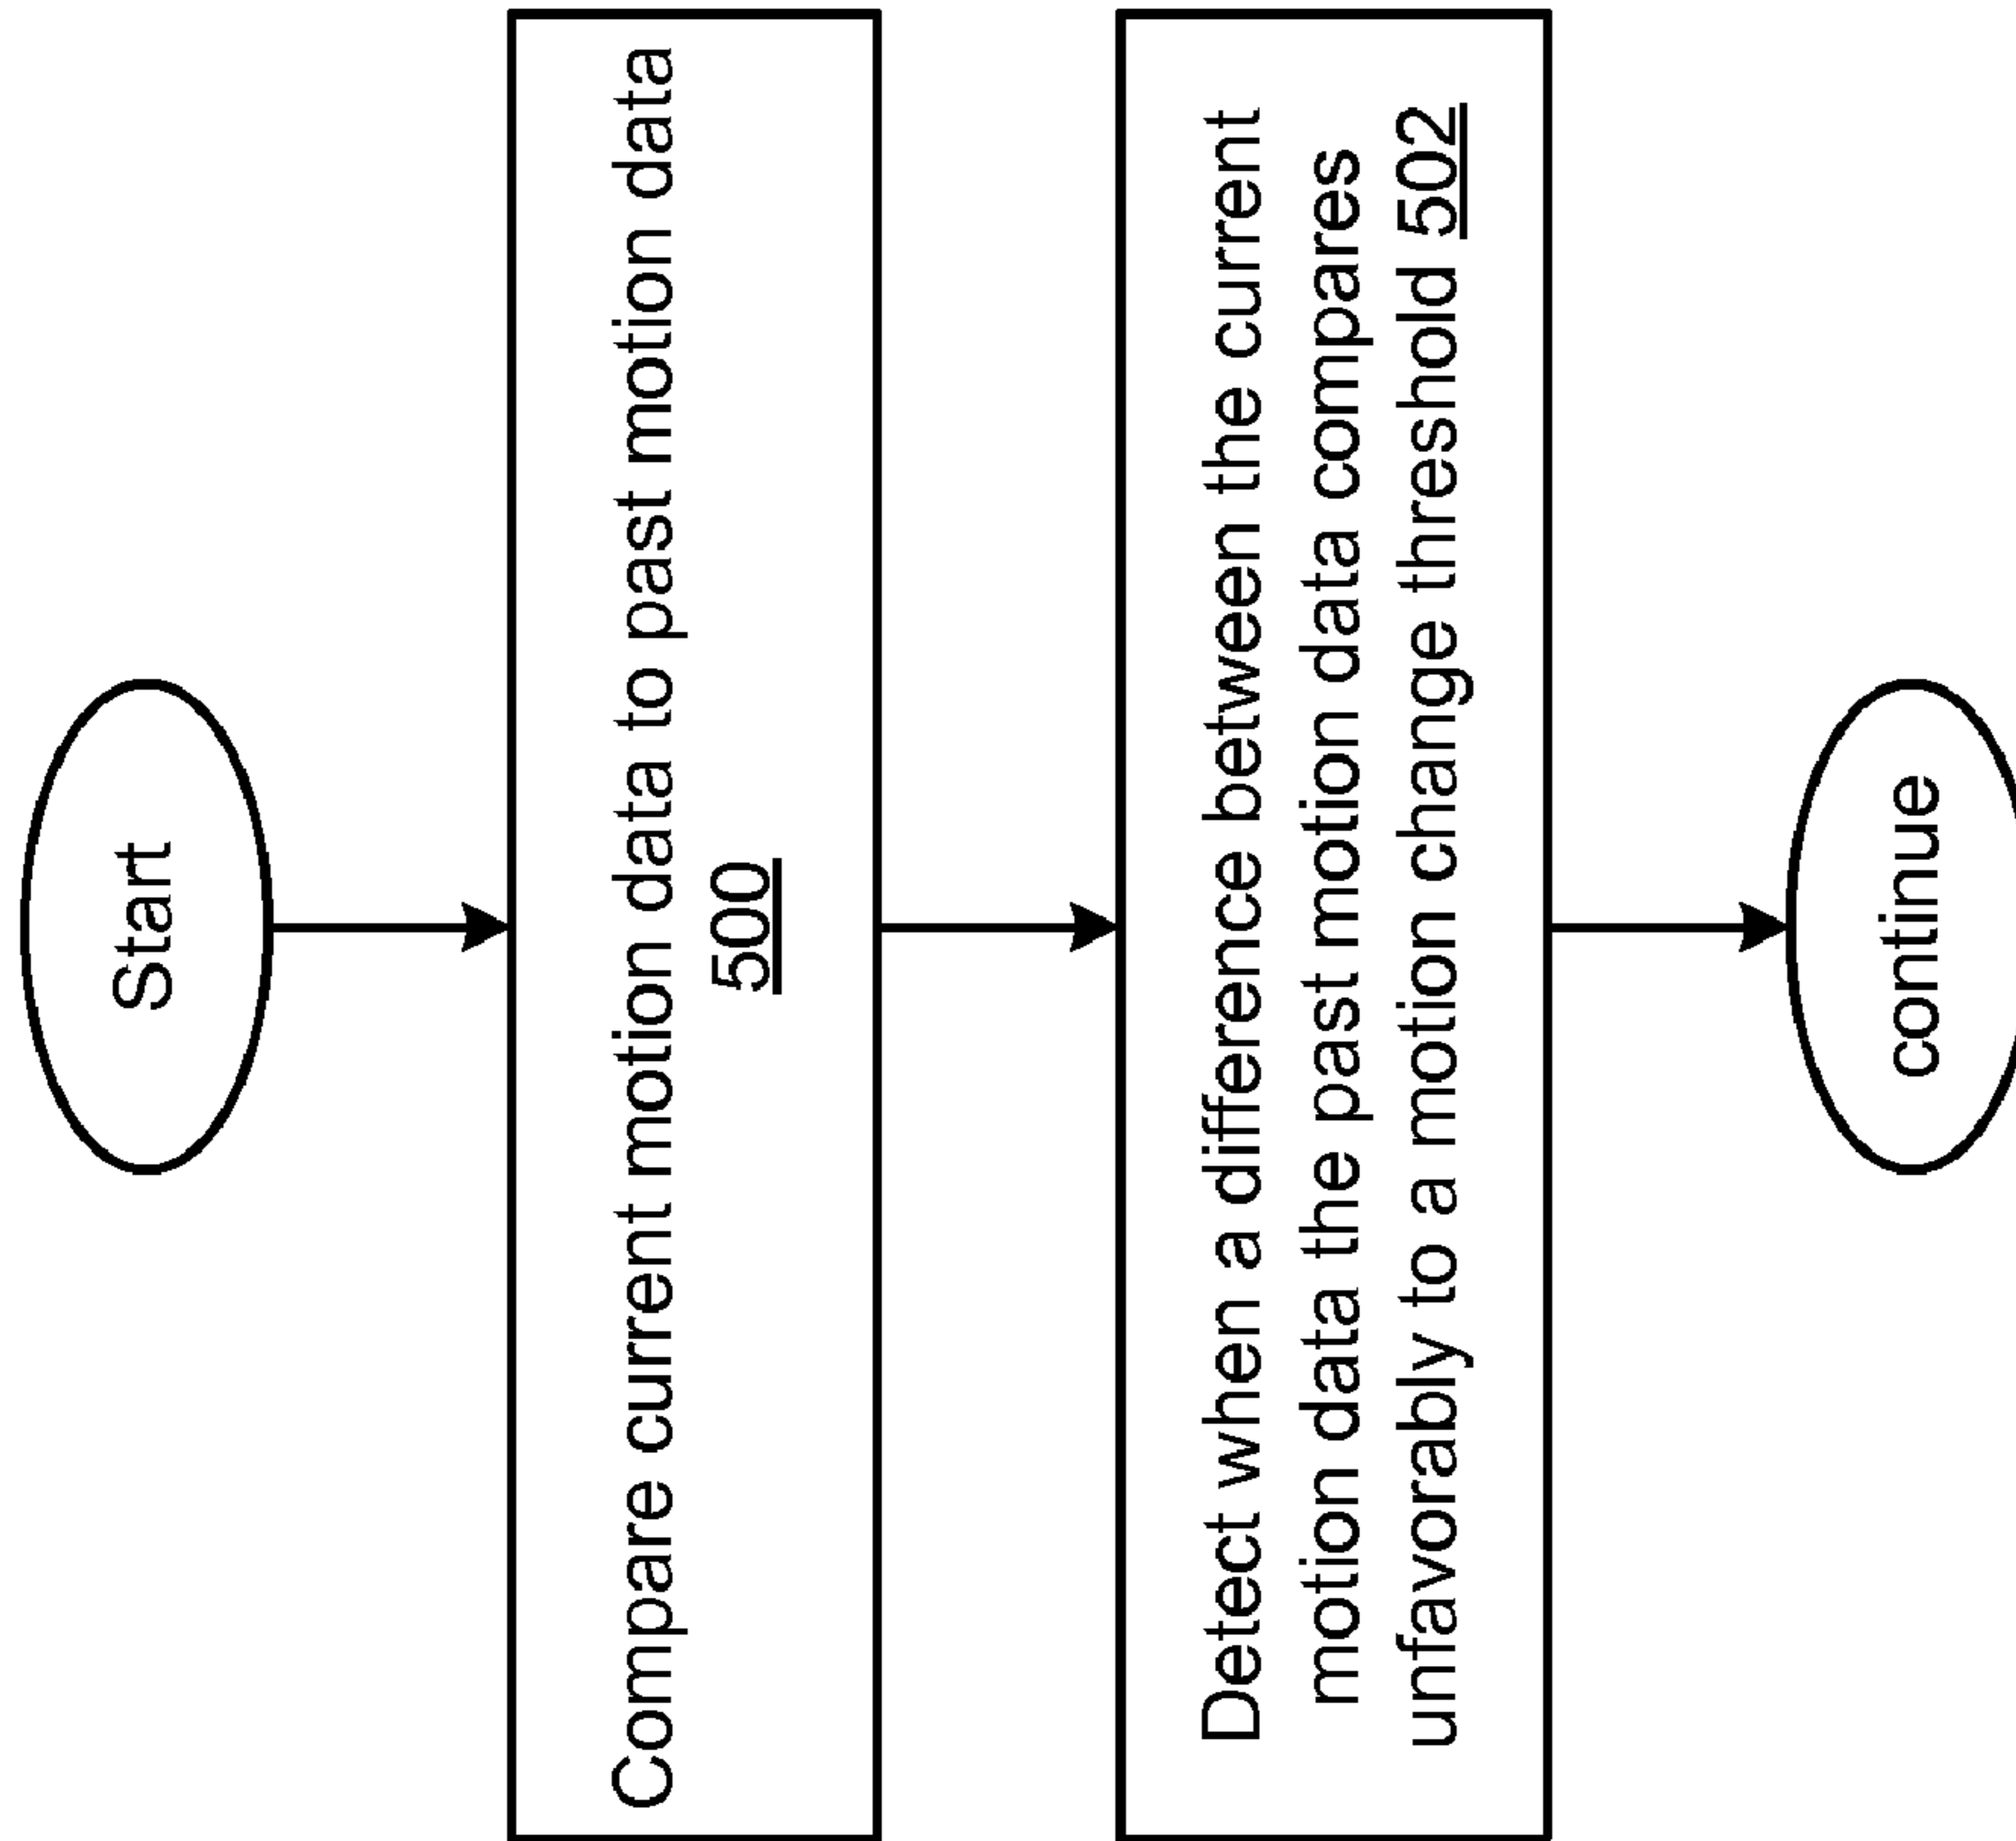 Start
Compare current motion data to past motion data
500
Detect when a difference between the current
motion data the past motion data compares
unfavorably to a motion change threshold 502
continue